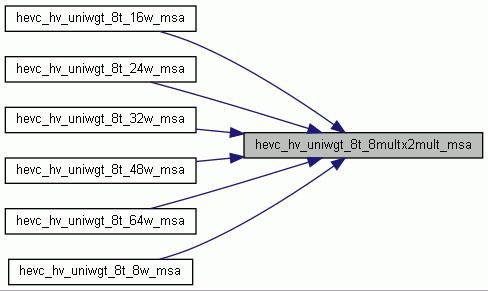 hevc_hv_uniwgt_8t_16w_msa
hevc_hv_uniwgt_8t_24w_msa
hevc_hv_uniwgt_8t_32w_msa
hevc_hv_uniwgt_8t_8multx2mult_msa
hevc_hv_uniwgt_8t_48w_msa
hevc_hv_uniwgt_8t_64w_msa
hevc_hv_uniwgt_8t_8w_msa